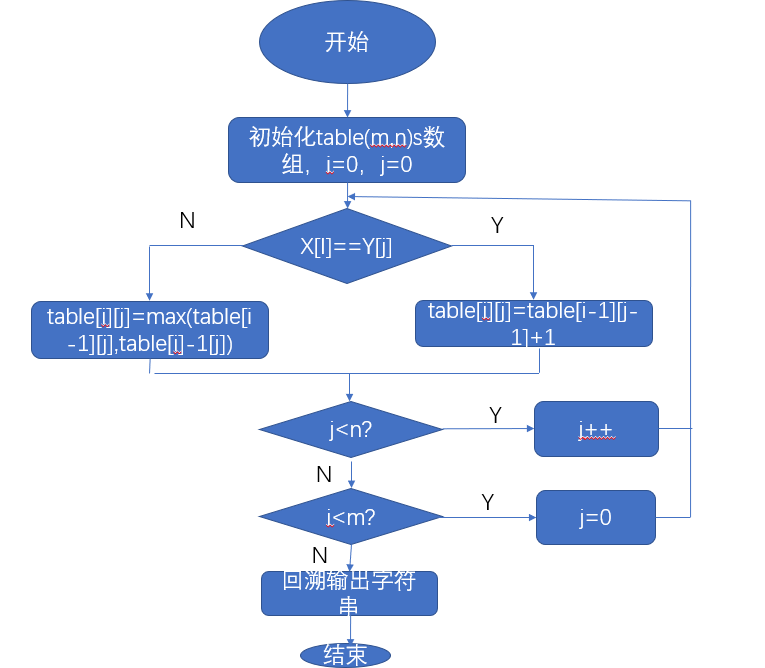 开始
初始化table(m,n)s数
组，i=0，j=0
N
Y
X[I]==Y[j]
table[i][j]=max(table[i
-1][j],table[i]-1[j])
table[i][j]=table[i-1][j-
1]+1
j<n?
Y
j++
N
i<m?
Y
j=0
N
回溯输出字符
串
结束